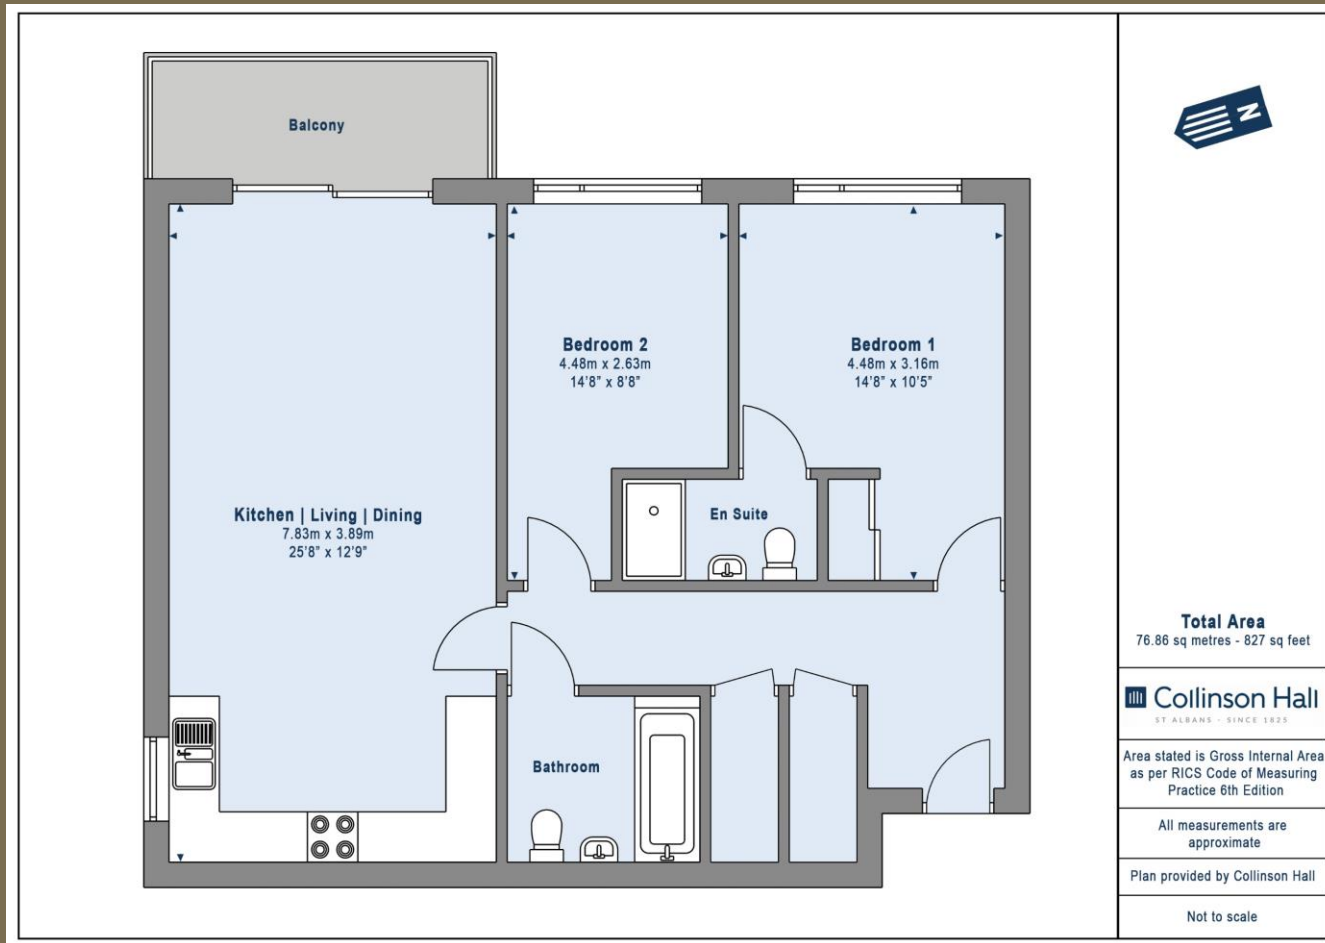 Balcony
Bedroom 2
4.48m x 2.63m
14'8" x 8'8"
Bedroom 1
4.48m x 3.16m
14'8" x 10'5"
Kitchen | Living | Dining
7.83m x 3.89m
25'8" x 12'9"
En Suite
Bathroom
N
Total Area
76.86 sq metres - 827 sq feet
Collinson Hall
ST ALBANS - SINCE 1825
Area stated is Gross Internal Area
as per RICS Code of Measuring
Practice 6th Edition
All measurements are
approximate
Plan provided by Collinson Hall
Not to scale